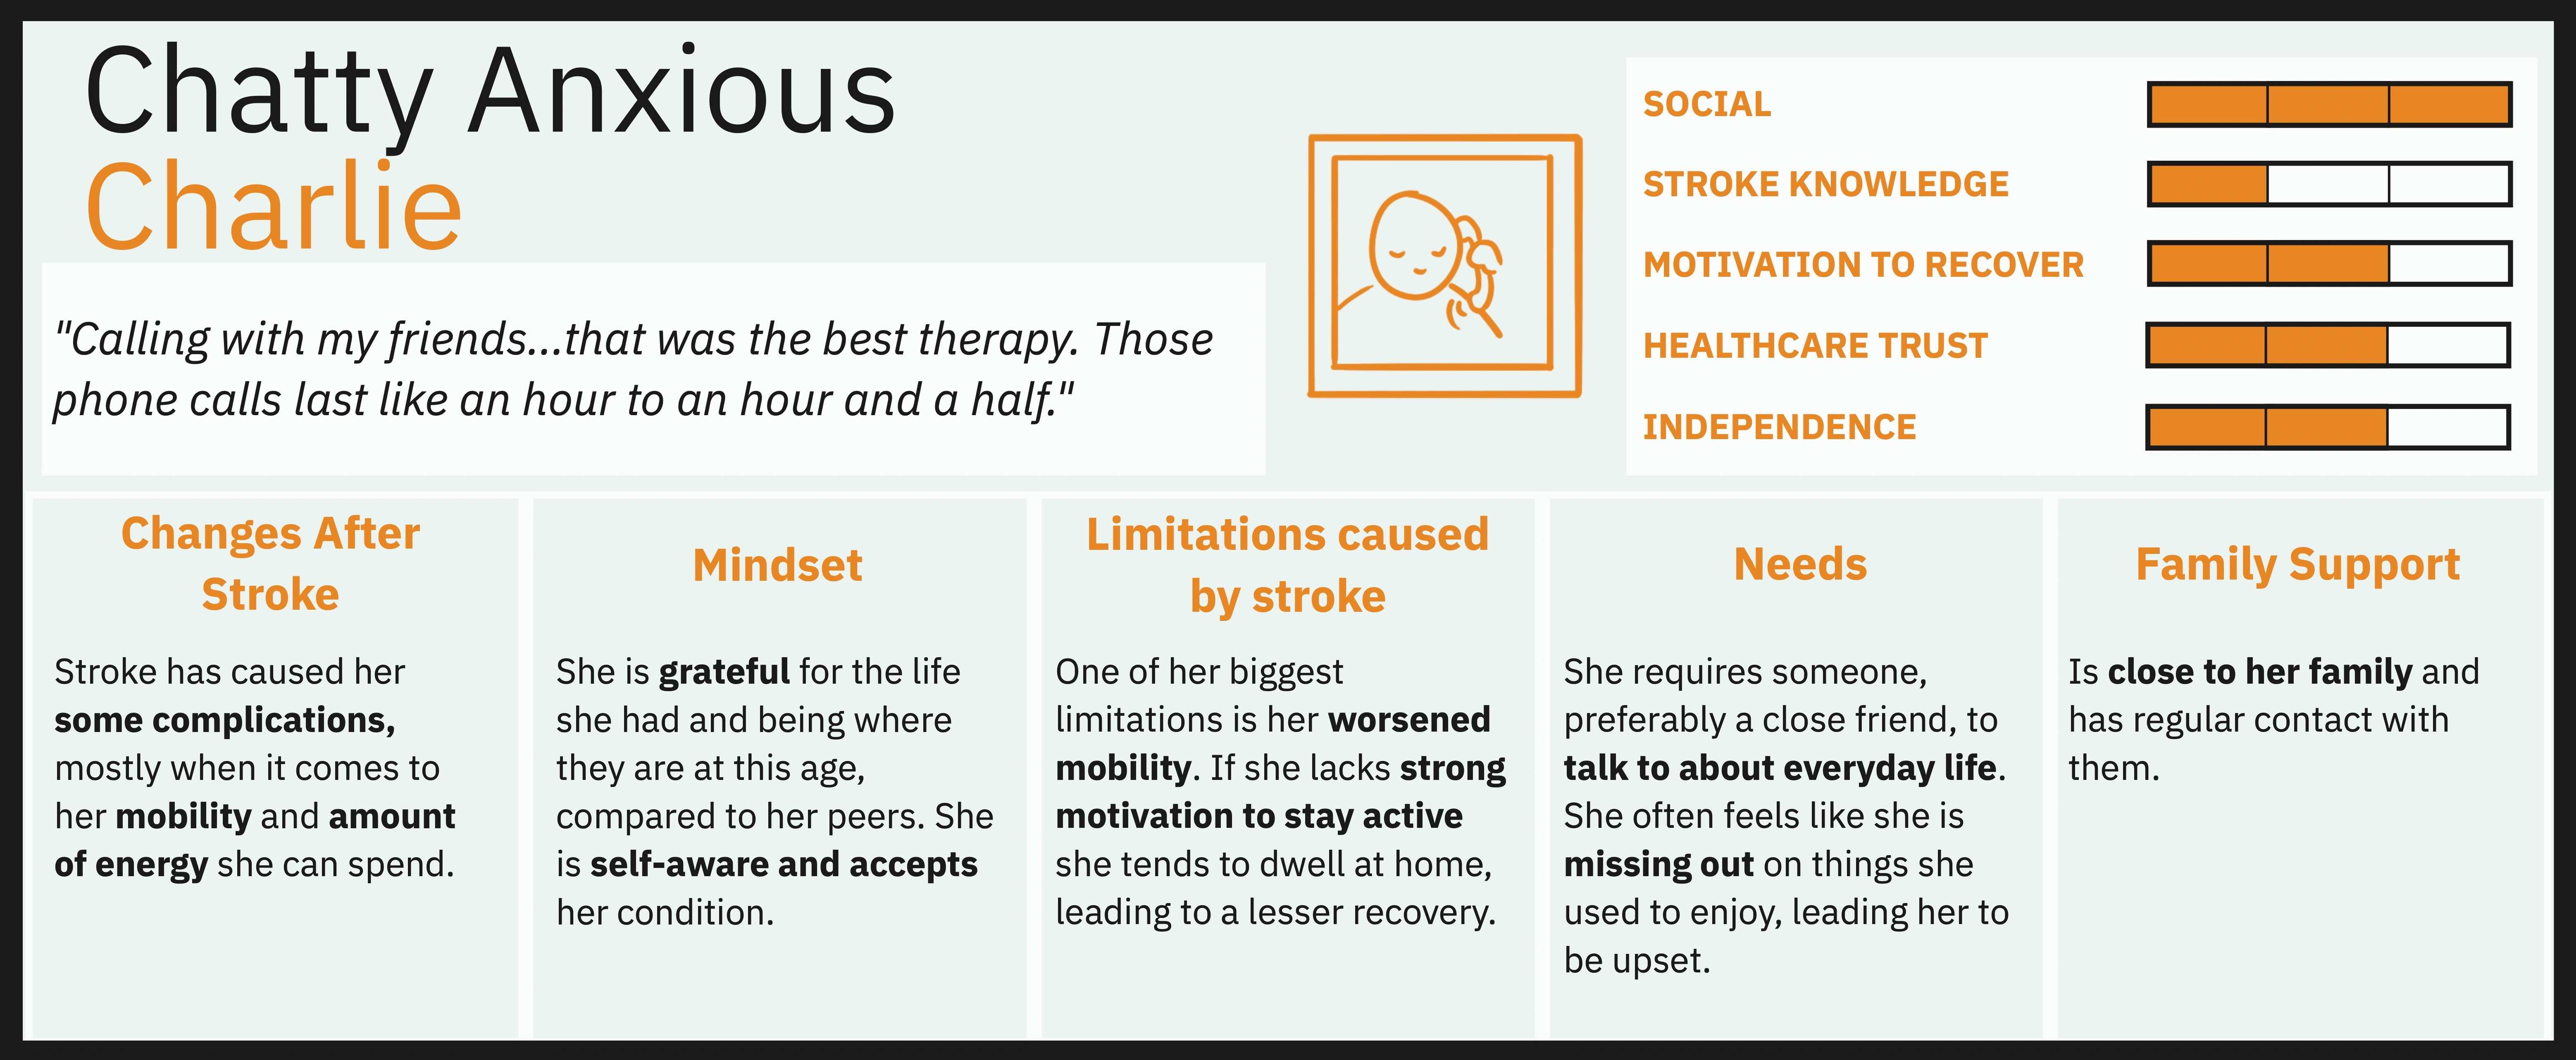 Chatty Anxious
Charlie
"Calling with my friends...that was the best therapy. Those
phone calls last like an hour to an hour and a half."
SOCIAL
STROKE KNOWLEDGE
MOTIVATION TO RECOVER
HEALTHCARE TRUST
INDEPENDENCE
Changes After
Stroke
Stroke has caused her
some complications,
mostly when it comes to
her mobility and amount
of energy she can spend.
Mindset
She is grateful for the life
she had and being where
they are at this age,
compared to her peers. She
is self-aware and accepts
her condition.
Limitations caused
by stroke
One of her biggest
limitations is her worsened
mobility. If she lacks strong
motivation to stay active
she tends to dwell at home,
leading to a lesser recovery.
Needs
She requires someone,
preferably a close friend, to
talk to about everyday life.
She often feels like she is
missing out on things she
used to enjoy, leading her to
be upset.
Family Support
Is close to her family and
has regular contact with
them.